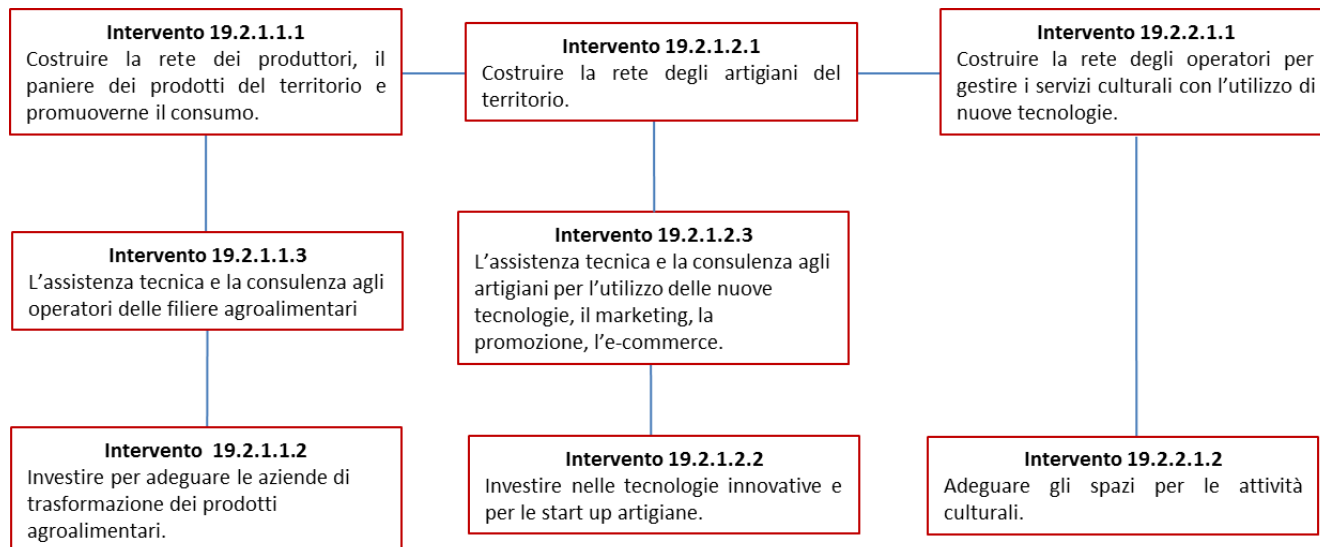 Intervento 19.2.1.1.1
Costruire la rete dei produttori, il
paniere dei prodotti del territorio e
promuoverne il consumo.
Intervento 19.2.1.2.1
Costruire la rete degli artigiani del
territorio.
Intervento 19.2.2.1.1
Costruire la rete degli operatori per
gestire i servizi culturali con l’utilizzo di
nuove tecnologie.
Intervento 19.2.1.1.3
L’assistenza tecnica e la consulenza agli
operatori delle filiere agroalimentari
Intervento 19.2.1.2.3
L’assistenza tecnica e la consulenza agli
artigiani per l’utilizzo delle nuove
tecnologie, il marketing, la
promozione, l’e-commerce.
Intervento 19.2.1.1.2
Investire per adeguare le aziende di
trasformazione dei prodotti
agroalimentari.
Intervento 19.2.1.2.2
Investire nelle tecnologie innovative e
per le start up artigiane.
Intervento 19.2.2.1.2
Adeguare gli spazi per le attività
culturali.